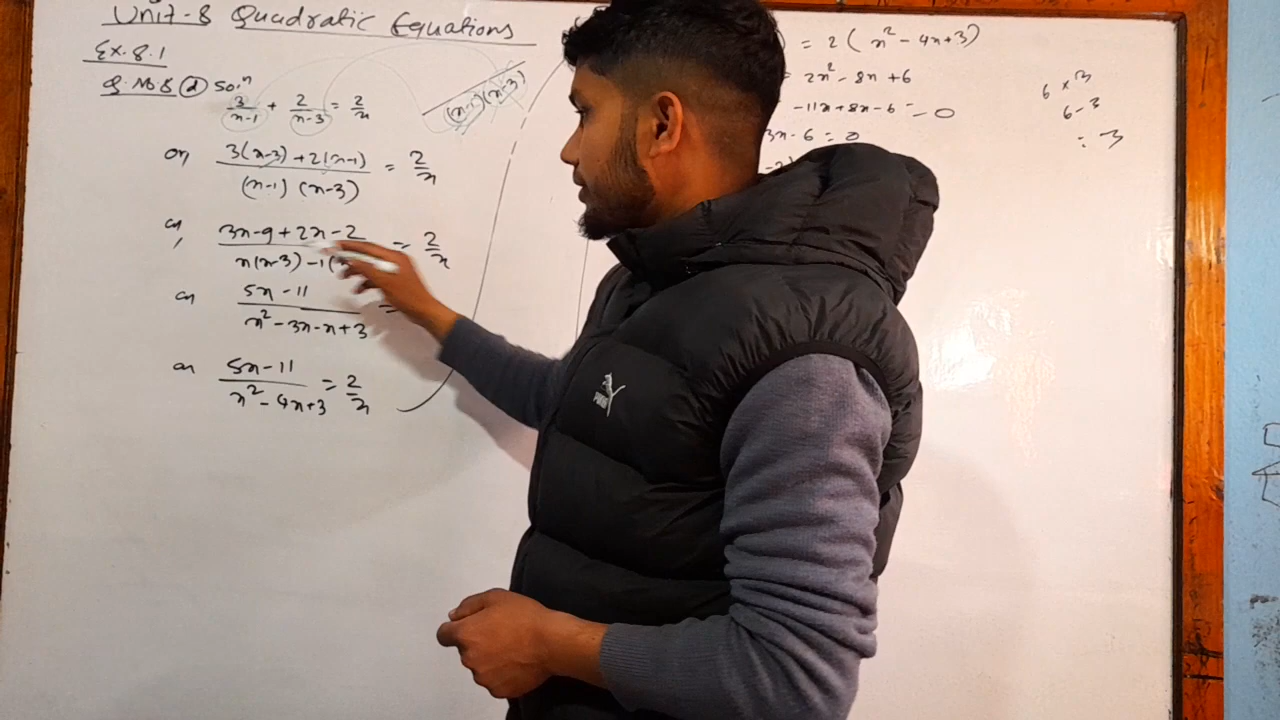 Unit-8 Quadratic Equations
Ex. 8.1
Q.No.8 (d) Solⁿ
3/(x-1) + 2/(x-3) = 2/x
(x-1)(x-3)
or, (3(x-3)+2(x-1))/((x-1) (x-3)) = 2/x
or, (3x-9+2x-2)/(x(x-3)-1(x = 2/x
or (5x-11)/(x²-3x-x+3) =
or (5x-11)/(x²-4x+3) = 2/x
) = 2(x²-4x+3)
= 2x²-8x+6
-11x+8x-6 = 0
3x-6=0
6×3
6-3
= 3
PUMA